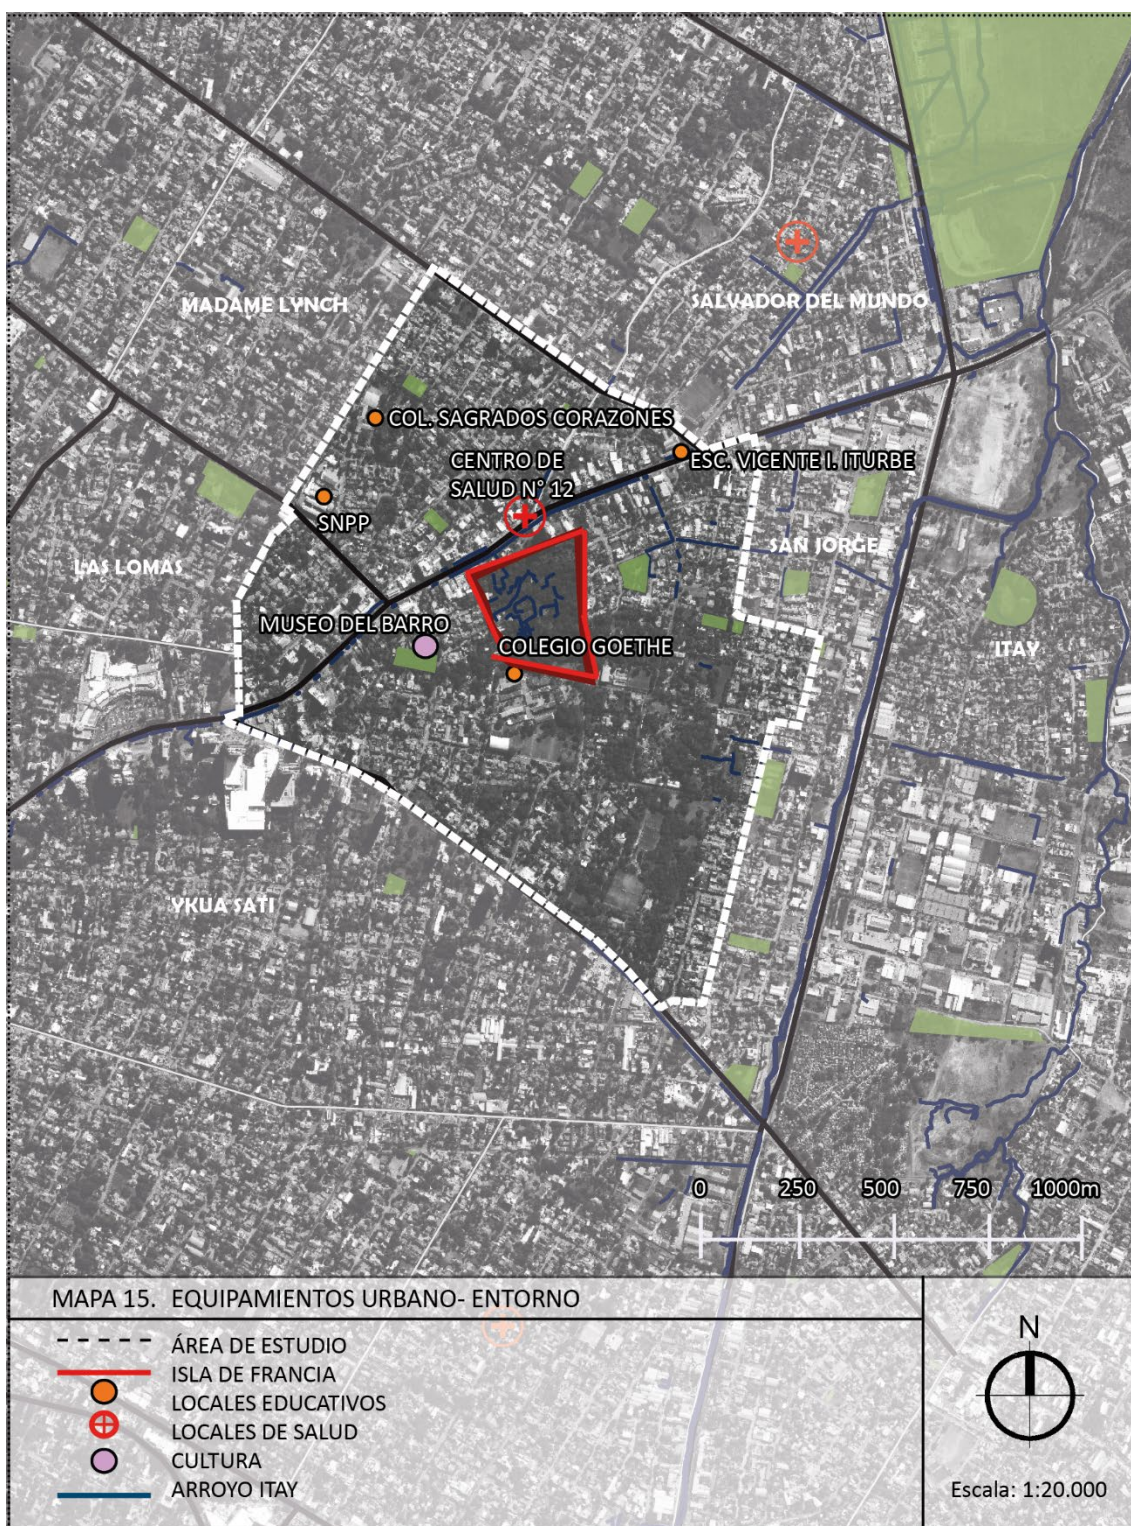 MADAME LYNCH
SALVADOR DEL MUNDO
COL. SAGRADOS CORAZONES
CENTRO DE
SALUD N° 12
ESC. VICENTE I. ITURBE
SNPP
SAN JORGE
LAS LOMAS
MUSEO DEL BARRO
COLEGIO GOETHE
ITAY
YKUA SATI
0 250 500 750 1000m
MAPA 15. EQUIPAMIENTOS URBANO- ENTORNO
ÁREA DE ESTUDIO
ISLA DE FRANCIA
LOCALES EDUCATIVOS
LOCALES DE SALUD
CULTURA
ARROYO ITAY
N
Escala: 1:20.000